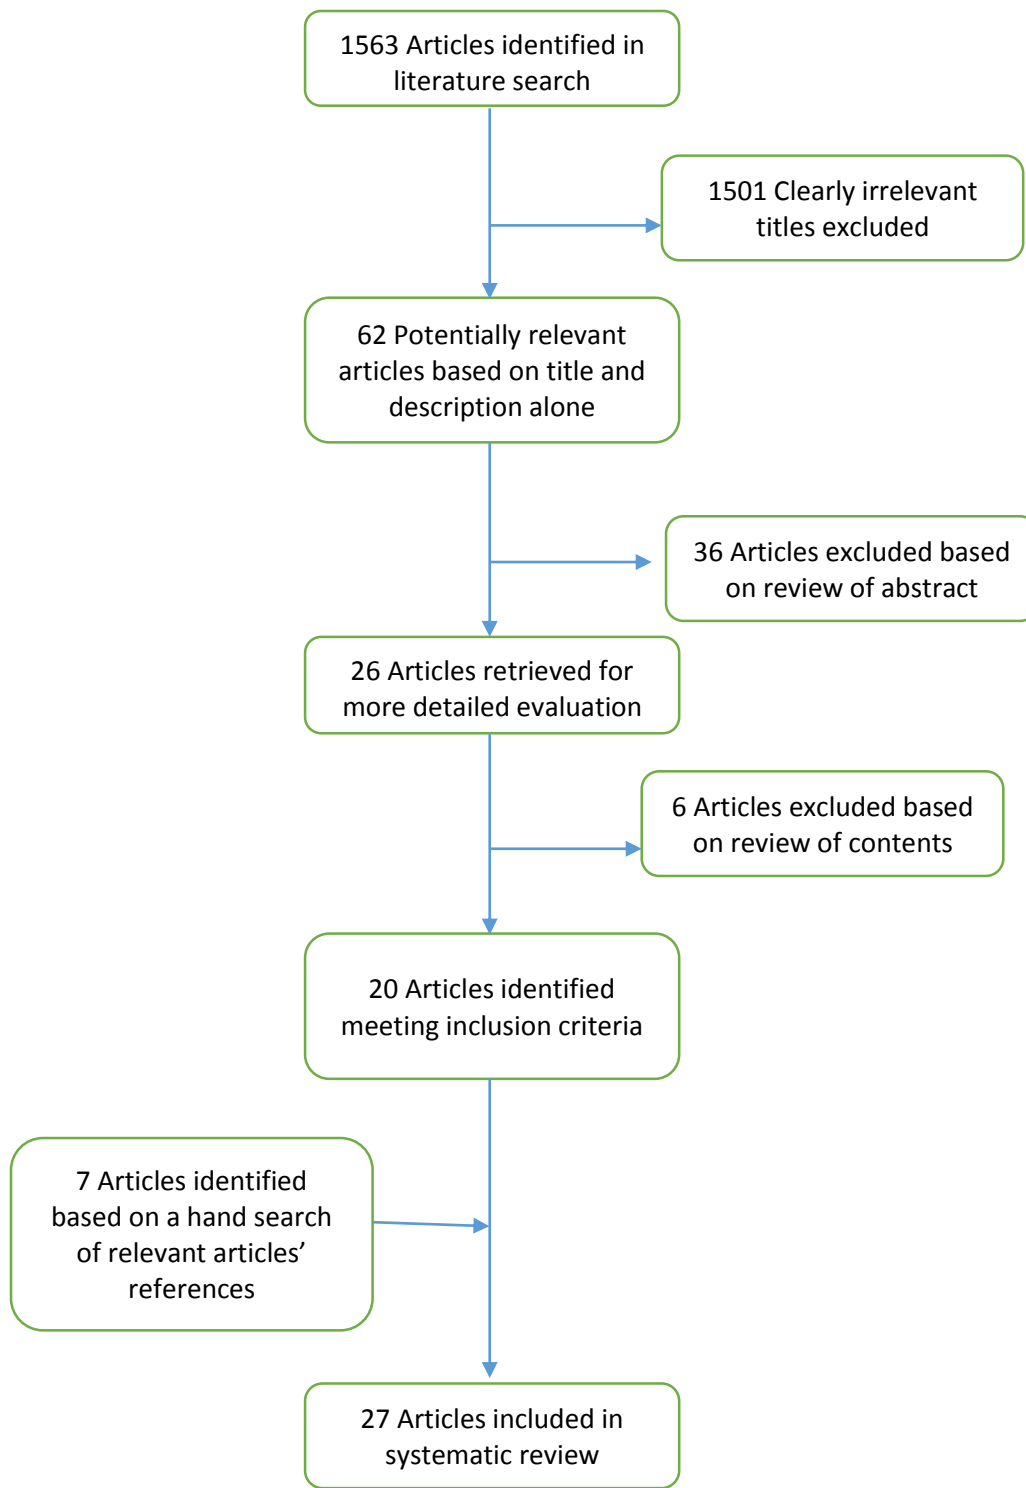 1563 Articles identified in
literature search
1501 Clearly irrelevant
titles excluded
62 Potentially relevant
articles based on title and
description alone
36 Articles excluded based
on review of abstract
26 Articles retrieved for
more detailed evaluation
6 Articles excluded based
on review of contents
20 Articles identified
meeting inclusion criteria
7 Articles identified
based on a hand search
of relevant articles’
references
27 Articles included in
systematic review